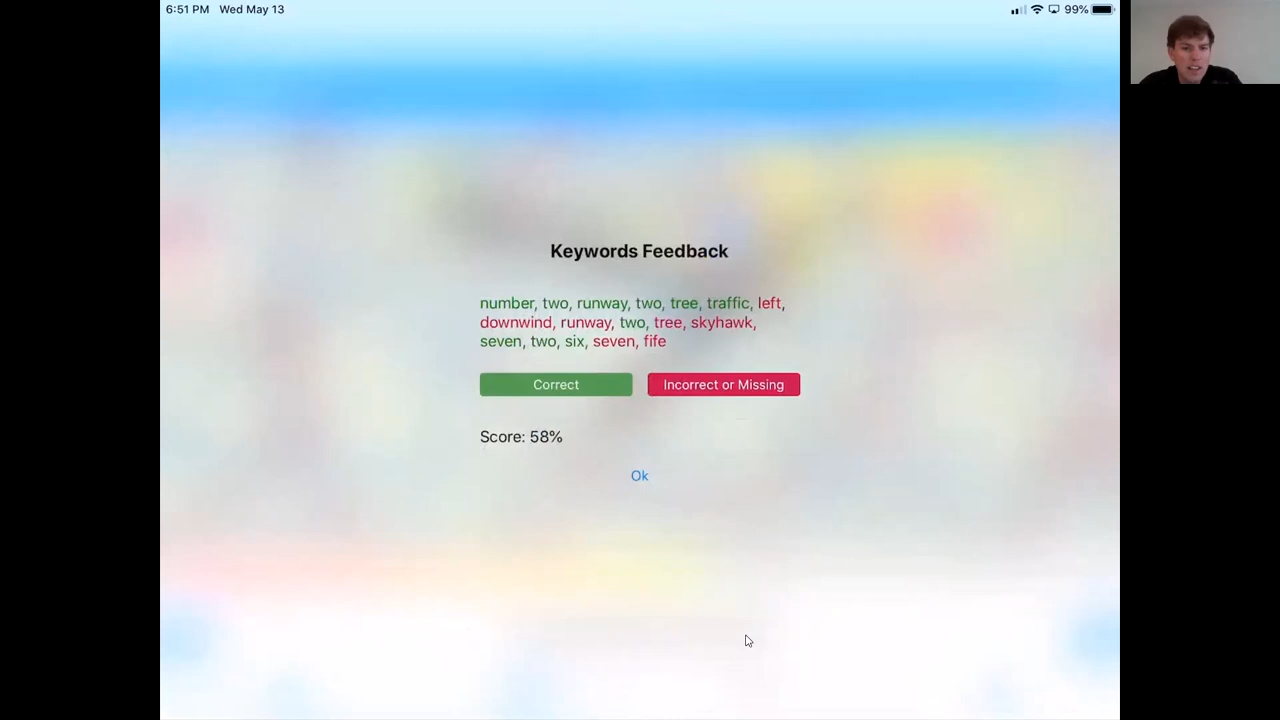 6:51 PM Wed May 13
99%
Keywords Feedback
number, two, runway, two, tree, traffic, left,
downwind, runway, two, tree, skyhawk,
seven, two, six, seven, fife
Correct
Incorrect or Missing
Score: 58%
Ok